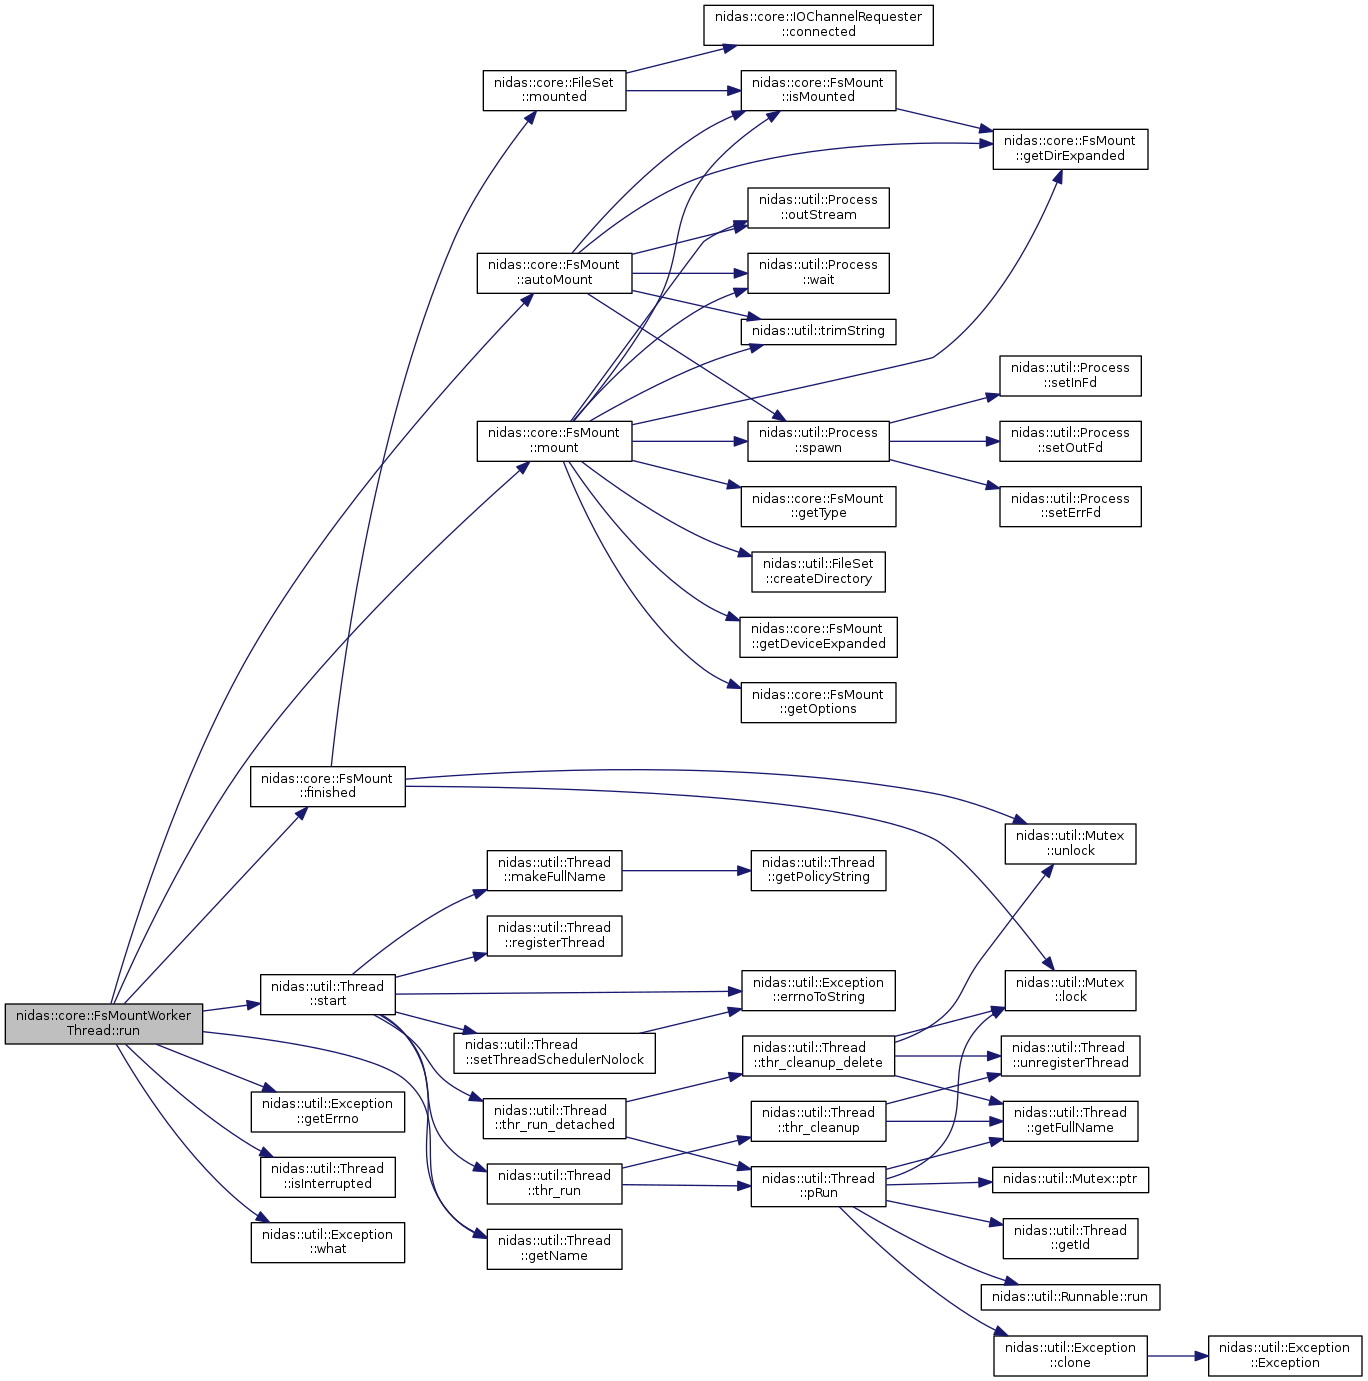 nidas::core::IOChannelRequester
::connected
nidas::core::FileSet
::mounted
nidas::core::FsMount
::isMounted
nidas::core::FsMount
::getDirExpanded
nidas::util::Process
::outStream
nidas::core::FsMount
::autoMount
nidas::util::Process
::wait
nidas::util::trimString
nidas::util::Process
::setInFd
nidas::core::FsMount
::mount
nidas::util::Process
::spawn
nidas::util::Process
::setOutFd
nidas::core::FsMount
::getType
nidas::util::Process
::setErrFd
nidas::util::FileSet
::createDirectory
nidas::core::FsMount
::getDeviceExpanded
nidas::core::FsMount
::getOptions
nidas::core::FsMount
::finished
nidas::util::Mutex
::unlock
nidas::util::Thread
::makeFullName
nidas::util::Thread
::getPolicyString
nidas::util::Thread
::registerThread
nidas::util::Thread
::start
nidas::util::Exception
::errnoToString
nidas::util::Mutex
::lock
nidas::core::FsMountWorker
Thread::run
nidas::util::Thread
::setThreadSchedulerNolock
nidas::util::Thread
::thr_cleanup_delete
nidas::util::Thread
::unregisterThread
nidas::util::Exception
::getErrno
nidas::util::Thread
::thr_run_detached
nidas::util::Thread
::thr_cleanup
nidas::util::Thread
::getFullName
nidas::util::Thread
::isInterrupted
nidas::util::Thread
::thr_run
nidas::util::Thread
::pRun
nidas::util::Mutex::ptr
nidas::util::Exception
::what
nidas::util::Thread
::getName
nidas::util::Thread
::getId
nidas::util::Runnable::run
nidas::util::Exception
::clone
nidas::util::Exception
::Exception